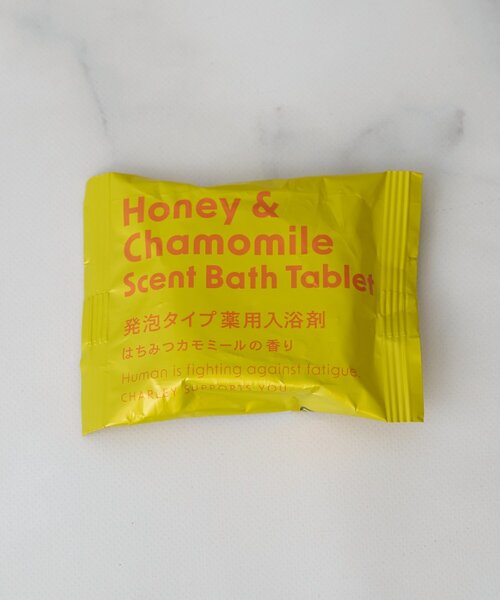 Honey &
Chamomile
Scent Bath Tablet
発泡タイプ薬用入浴剤
はちみつカモミールの香り
Human is fighting against fatigue.
CHARLEY SUPPORTS YOU